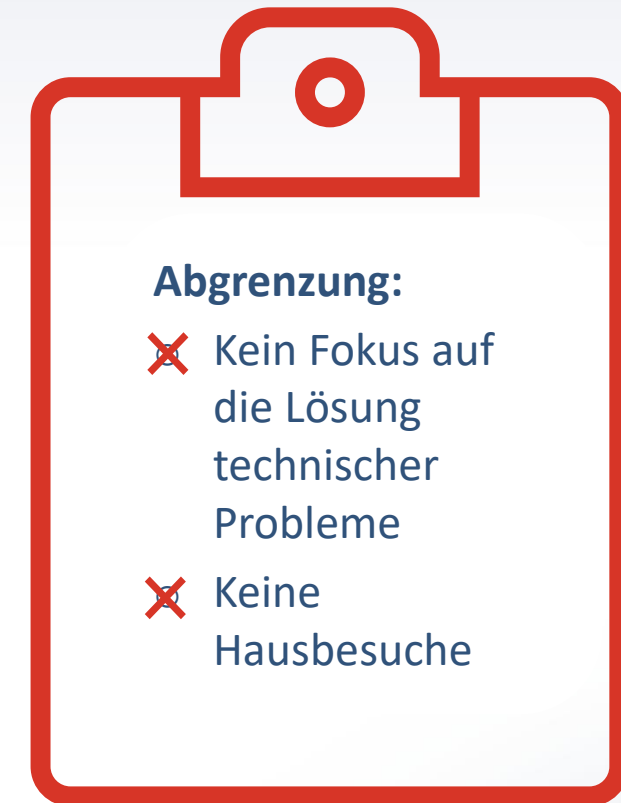 Abgrenzung:
Kein Fokus auf
die Lösung
technischer
Probleme
Keine
Hausbesuche